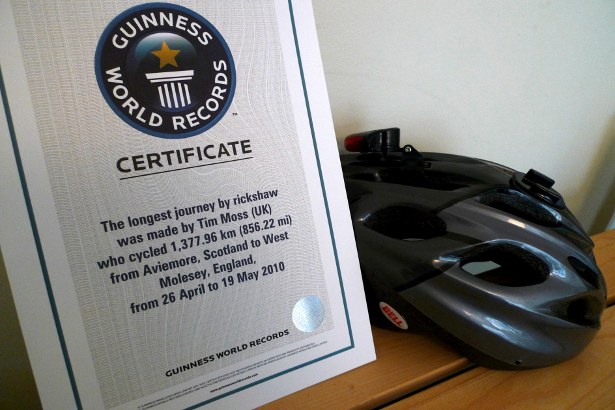 GUINNESS
WORLD RECORDS
™
CERTIFICATE
The longest journey by rickshaw
was made by Tim Moss (UK)
who cycled 1,377.96 km (856.22 mi)
from Aviemore, Scotland to West
Molesey, England,
from 26 April to 19 May 2010
GUINNESS WORLD RECORDS
BELL